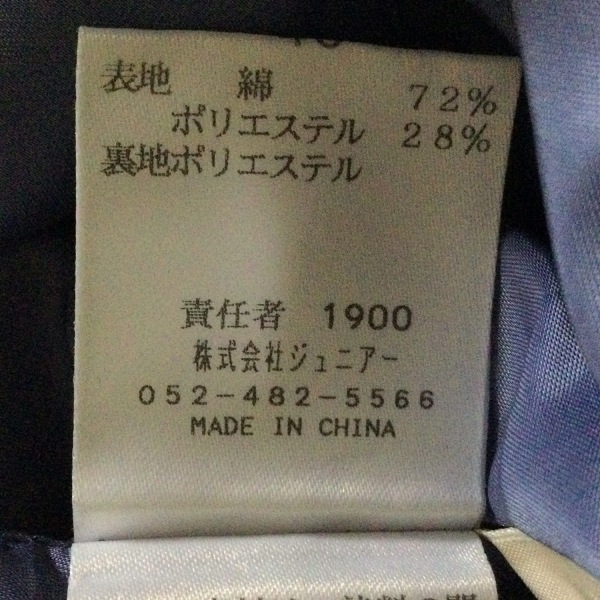 表地 綿 72%
ポリエステル 28%
裏地ポリエステル
責任者 1900
株式会社ジュニアー
052-482-5566
MADE IN CHINA